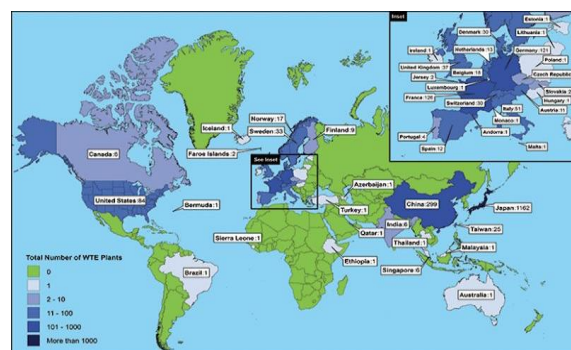 Inset
Estonia:1
Lithuania:1
Denmark:30
Ireland:1
Netherlands:13
Germany:121
United Kingdom:37
Poland:1
Jersey:2
Belgium:18
Czech Republic
Luxembourg:1
Slovakia:2
France:126
Hungary:1
Switzerland:30
Italy:51
Austria:11
Monaco:1
Portugal:4
Andorra:1
Spain:12
Malta:1
Norway:17
Iceland:1
Sweden:33
Finland:9
Faroe Islands:2
Canada:6
See Inset
United States:84
Bermuda:1
Azerbaijan:1
China:299
Japan:1162
Turkey:1
India:6
Taiwan:25
Qatar:1
Thailand:1
Malaysia:1
Sierra Leone:1
Ethiopia:1
Singapore:6
Brazil:1
Australia:1
Total Number of WTE Plants
0
1
2 - 10
11 - 100
101 - 1000
More than 1000